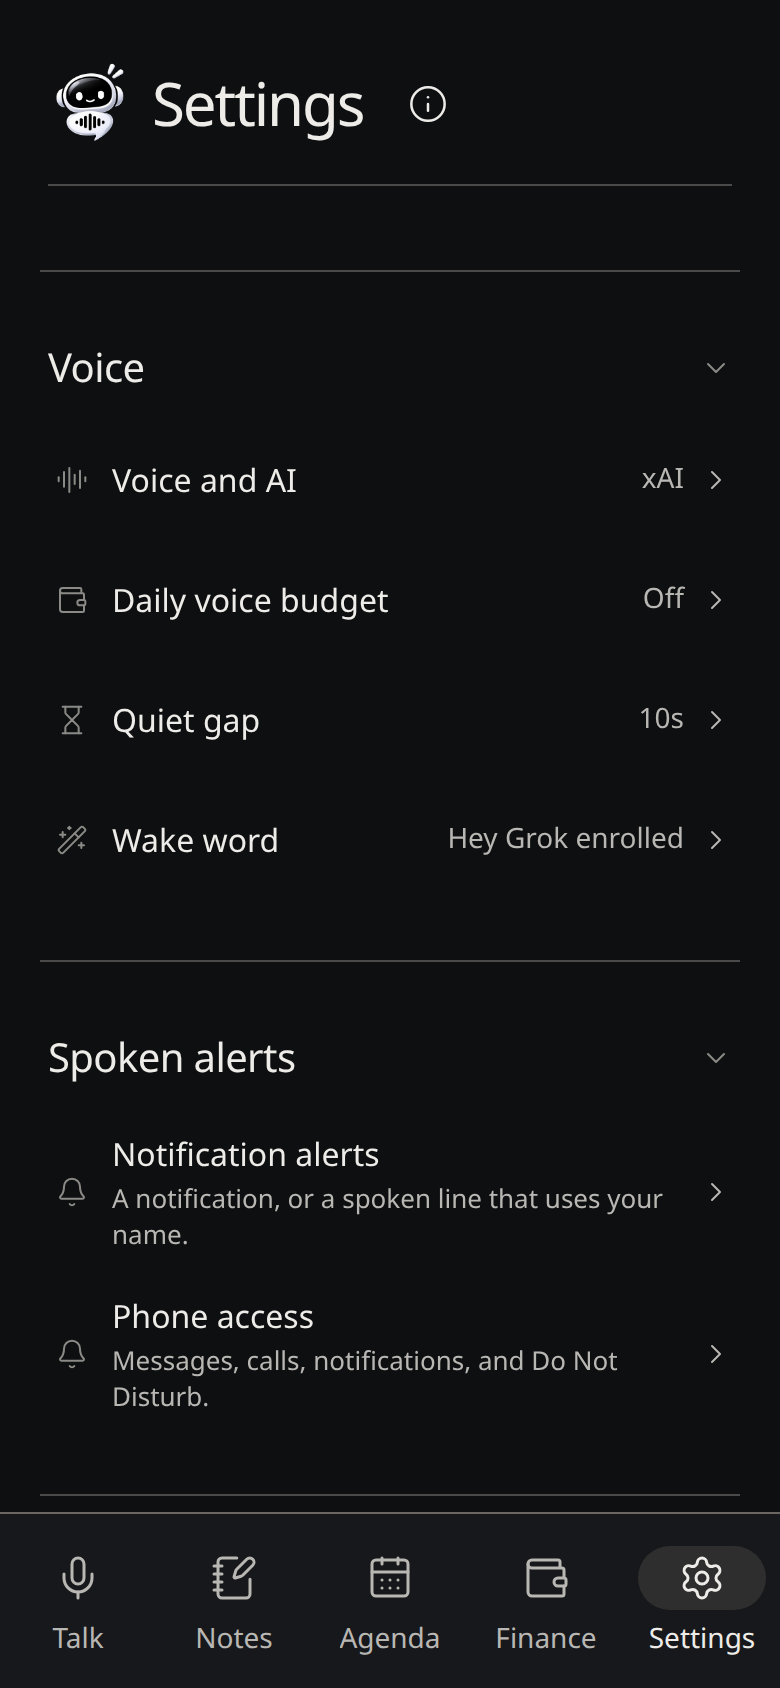 Settings
Voice
Voice and AI
xAI
Daily voice budget
Off
Quiet gap
10s
Wake word
Hey Grok enrolled
Spoken alerts
Notification alerts
A notification, or a spoken line that uses your
name.
Phone access
Messages, calls, notifications, and Do Not
Disturb.
Talk
Notes
Agenda
Finance
Settings